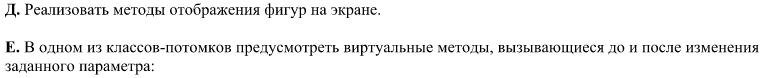 Д. Реализовать методы отображения фигур на экране.
Е. В одном из классов-потомков предусмотреть виртуальные методы, вызывающиеся до и после изменения
заданного параметра: